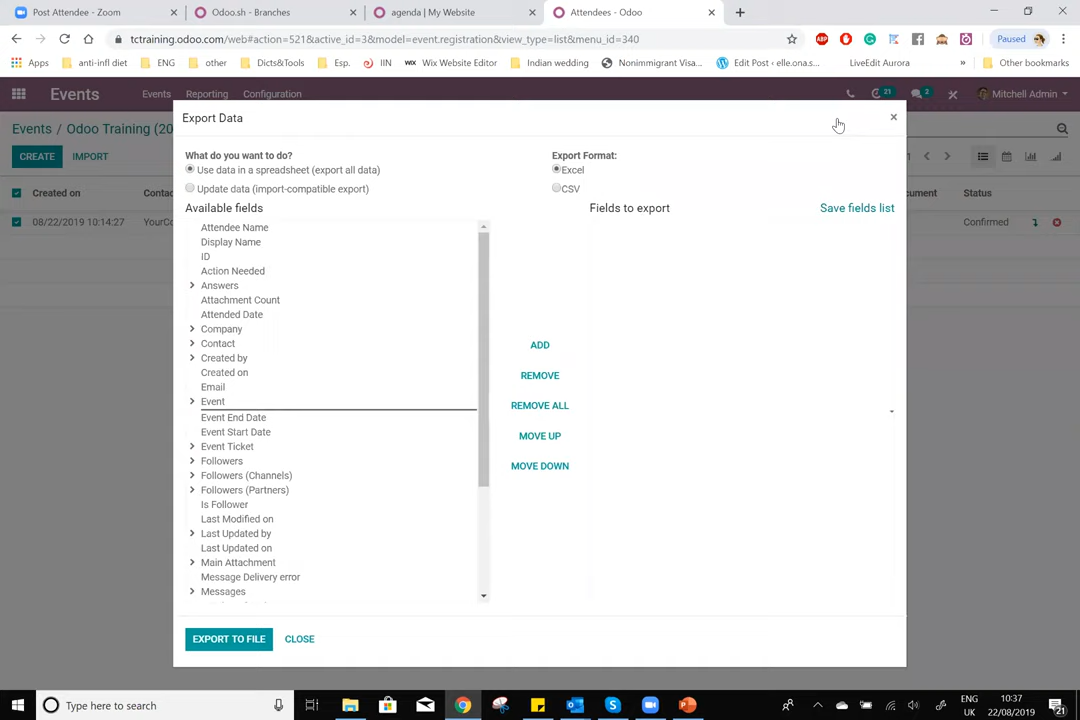 Post Attendee - Zoom
Odoo.sh - Branches
agenda | My Website
Attendees - Odoo
tctraining.odoo.com/web#action=521&active_id=3&model=event.registration&view_type=list&menu_id=340
ABP
Paused
Apps
anti-infl diet
ENG
other
Dicts&Tools
Esp.
IIN
WIX Wix Website Editor
Indian wedding
Nonimmigrant Visa...
Edit Post ‹ elle.ona.s...
LiveEdit Aurora
»
Other bookmarks
Events
Events
Reporting
Configuration
21
2
Mitchell Admin
Events / Odoo Training (20
CREATE
IMPORT
1
Created on
Contac
cument
Status
08/22/2019 10:14:27
YourCo
Confirmed
Export Data
×
What do you want to do?
Use data in a spreadsheet (export all data)
Update data (import-compatible export)
Export Format:
Excel
CSV
Available fields
Fields to export
Save fields list
Attendee Name
Display Name
ID
Action Needed
Answers
Attachment Count
Attended Date
Company
Contact
Created by
Created on
Email
Event
Event End Date
Event Start Date
Event Ticket
Followers
Followers (Channels)
Followers (Partners)
Is Follower
Last Modified on
Last Updated by
Last Updated on
Main Attachment
Message Delivery error
Messages
ADD
REMOVE
REMOVE ALL
MOVE UP
MOVE DOWN
EXPORT TO FILE
CLOSE
Type here to search
ENG
UK
10:37
22/08/2019
21